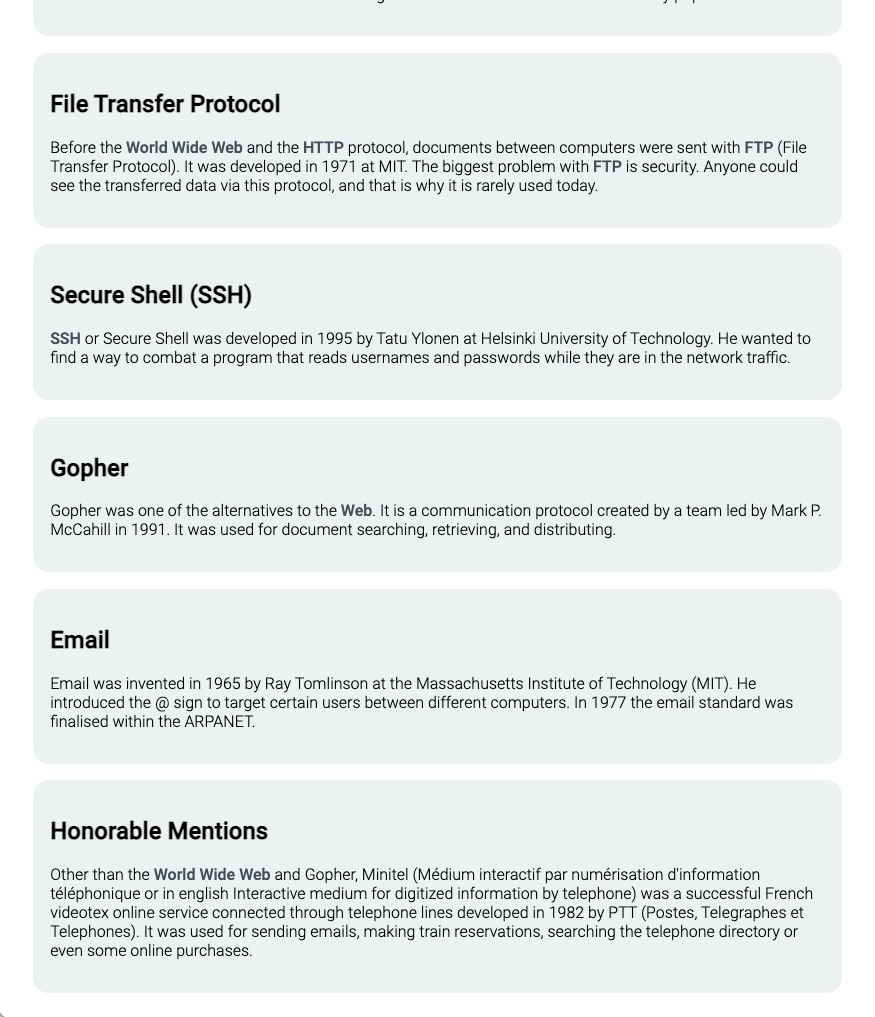 File Transfer Protocol
Before the World Wide Web and the HTTP protocol, documents between computers were sent with FTP (File
Transfer Protocol). It was developed in 1971 at MIT. The biggest problem with FTP is security. Anyone could
see the transferred data via this protocol, and that is why it is rarely used today.
Secure Shell (SSH)
SSH or Secure Shell was developed in 1995 by Tatu Ylonen at Helsinki University of Technology. He wanted to
find a way to combat a program that reads usernames and passwords while they are in the network traffic.
Gopher
Gopher was one of the alternatives to the Web. It is a communication protocol created by a team led by Mark P.
McCahill in 1991. It was used for document searching, retrieving, and distributing.
Email
Email was invented in 1965 by Ray Tomlinson at the Massachusetts Institute of Technology (MIT). He
introduced the @ sign to target certain users between different computers. In 1977 the email standard was
finalised within the ARPANET.
Honorable Mentions
Other than the World Wide Web and Gopher, Minitel (Médium interactif par numérisation d'information
téléphonique or in english Interactive medium for digitized information by telephone) was a successful French
videotex online service connected through telephone lines developed in 1982 by PTT (Postes, Telegraphes et
Telephones). It was used for sending emails, making train reservations, searching the telephone directory or
even some online purchases.